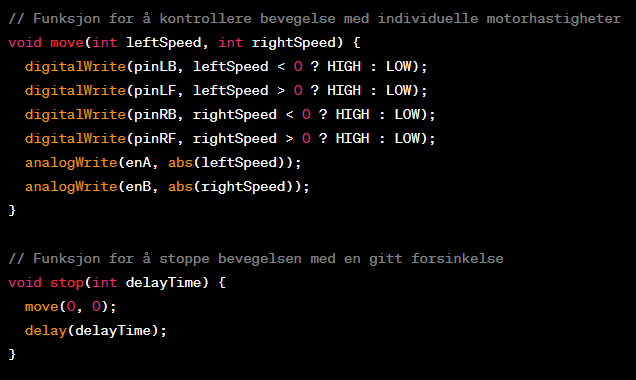 // Funksjon for å kontrollere bevegelse med individuelle motorhastigheter
void move(int leftSpeed, int rightSpeed) {
  digitalWrite(pinLB, leftSpeed < 0 ? HIGH : LOW);
  digitalWrite(pinLF, leftSpeed > 0 ? HIGH : LOW);
  digitalWrite(pinRB, rightSpeed < 0 ? HIGH : LOW);
  digitalWrite(pinRF, rightSpeed > 0 ? HIGH : LOW);
  analogWrite(enA, abs(leftSpeed));
  analogWrite(enB, abs(rightSpeed));
}

// Funksjon for å stoppe bevegelsen med en gitt forsinkelse
void stop(int delayTime) {
  move(0, 0);
  delay(delayTime);
}